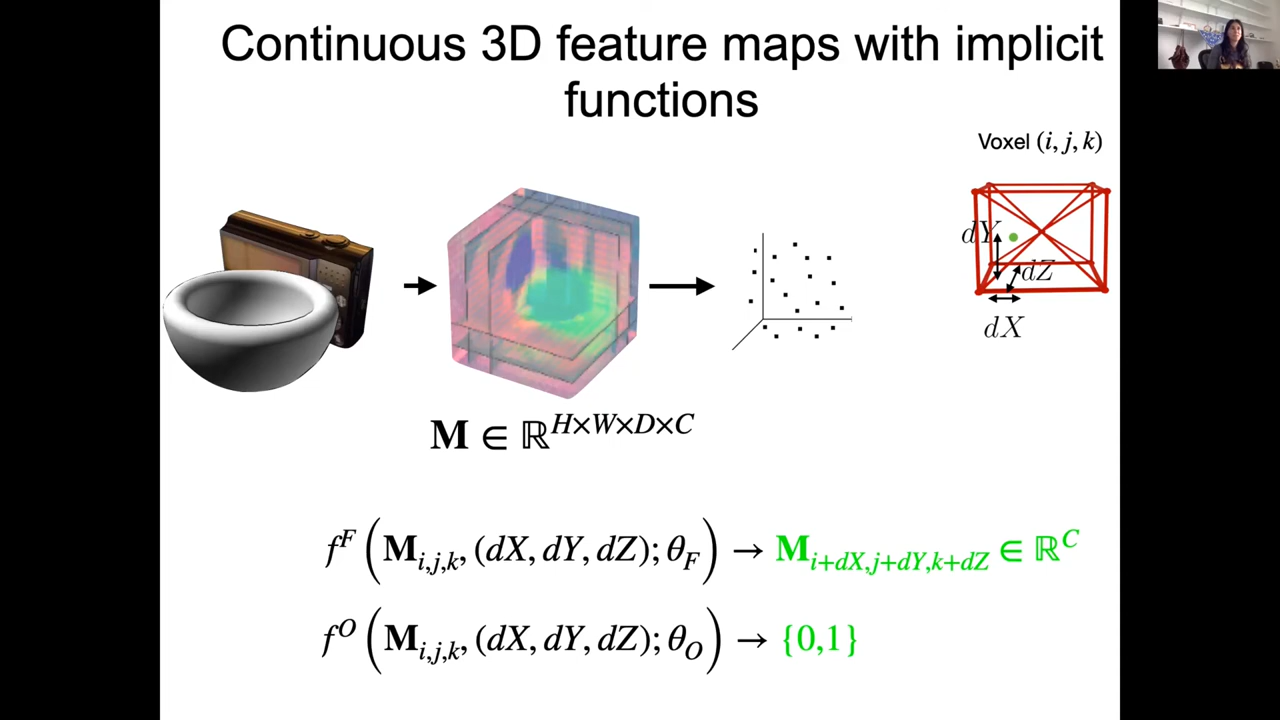 Continuous 3D feature maps with implicit
functions
Voxel (i, j, k)
dY
dZ
dX
M ∈ ℝ^{H×W×D×C}
f^F (M_{i,j,k}, (dX, dY, dZ); θ_F) → M_{i+dX,j+dY,k+dZ} ∈ ℝ^C
f^O (M_{i,j,k}, (dX, dY, dZ); θ_O) → {0,1}